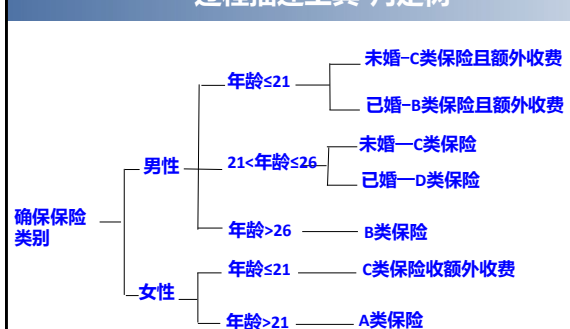 未婚–C类保险且额外收费
年龄≤21
已婚–B类保险且额外收费
未婚一C类保险
男性
21<年龄≤26
已婚一D类保险
确保保险
类别
年龄>26
B类保险
年龄≤21
C类保险收额外收费
女性
年龄>21
A类保险